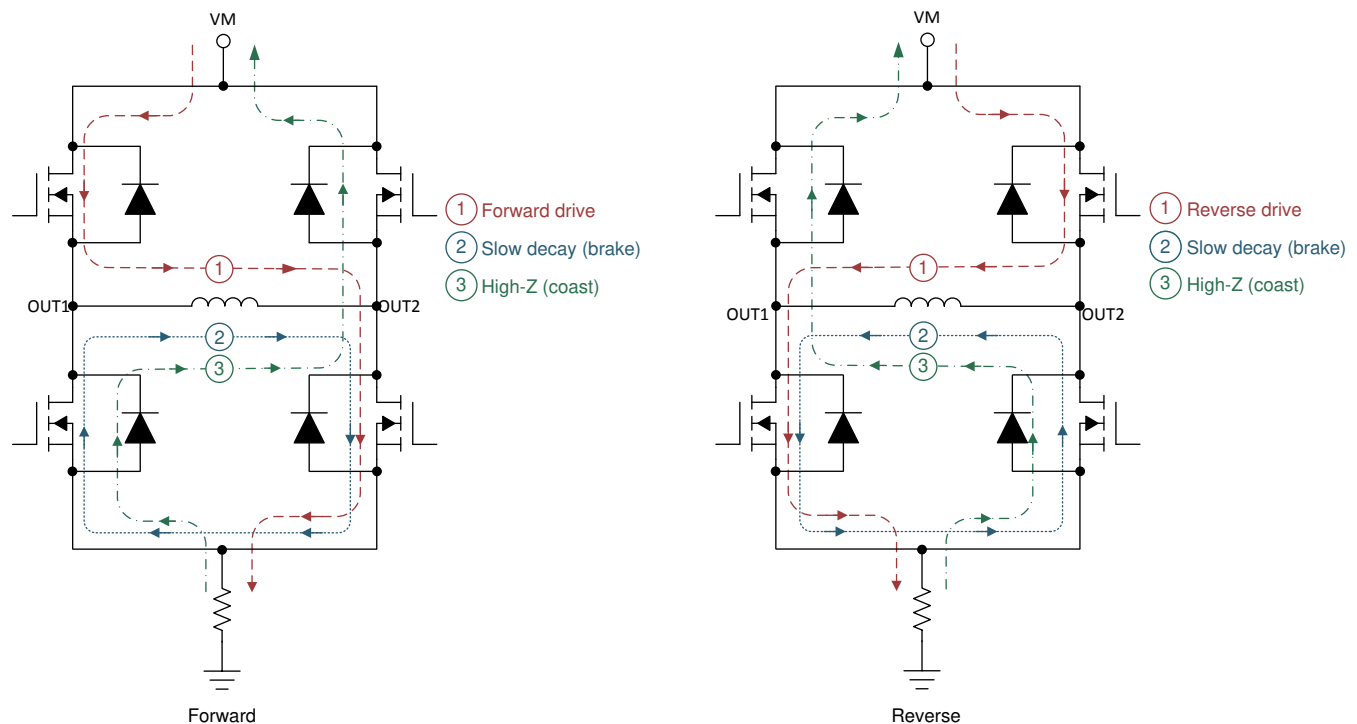 VM
1 Forward drive
2 Slow decay (brake)
3 High-Z (coast)
1
OUT1
OUT2
2
3
Forward
VM
1 Reverse drive
2 Slow decay (brake)
3 High-Z (coast)
1
OUT1
OUT2
2
3
Reverse